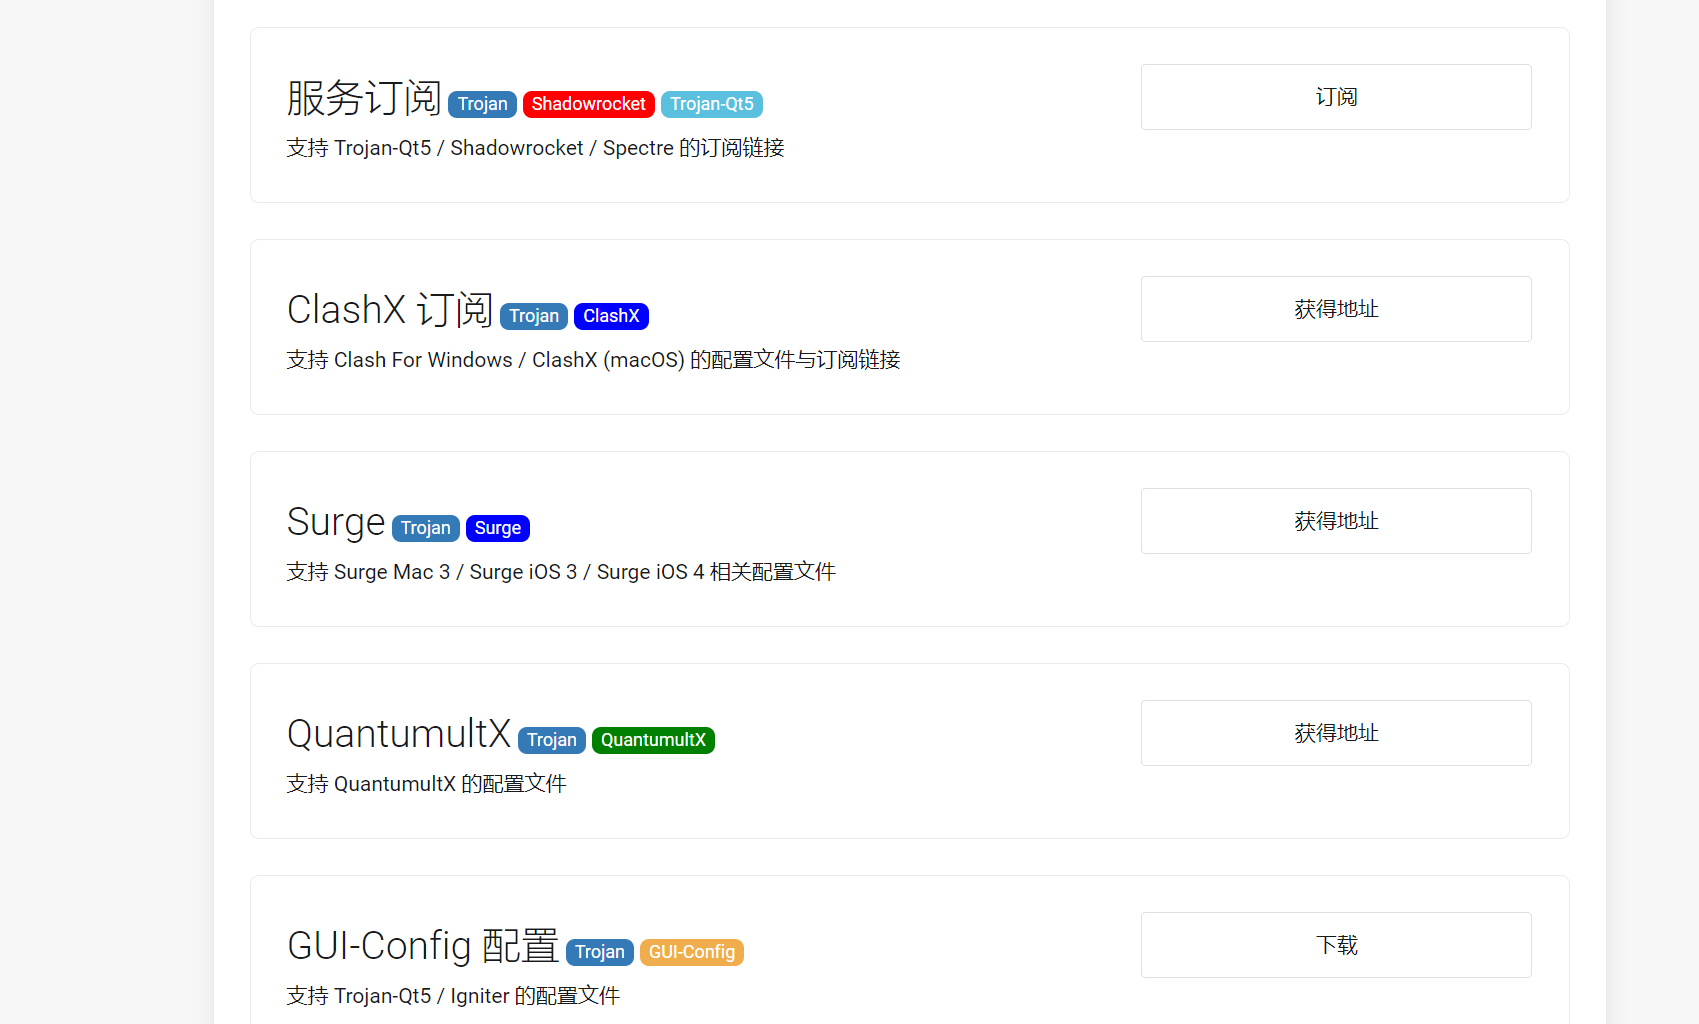 服务订阅 Trojan Shadowrocket Trojan-Qt5
订阅
支持 Trojan-Qt5 / Shadowrocket / Spectre 的订阅链接
ClashX 订阅 Trojan ClashX
获得地址
支持 Clash For Windows / ClashX (macOS) 的配置文件与订阅链接
Surge Trojan Surge
获得地址
支持 Surge Mac 3 / Surge iOS 3 / Surge iOS 4 相关配置文件
QuantumultX Trojan QuantumultX
获得地址
支持 QuantumultX 的配置文件
GUI-Config 配置 Trojan GUI-Config
下载
支持 Trojan-Qt5 / Igniter 的配置文件